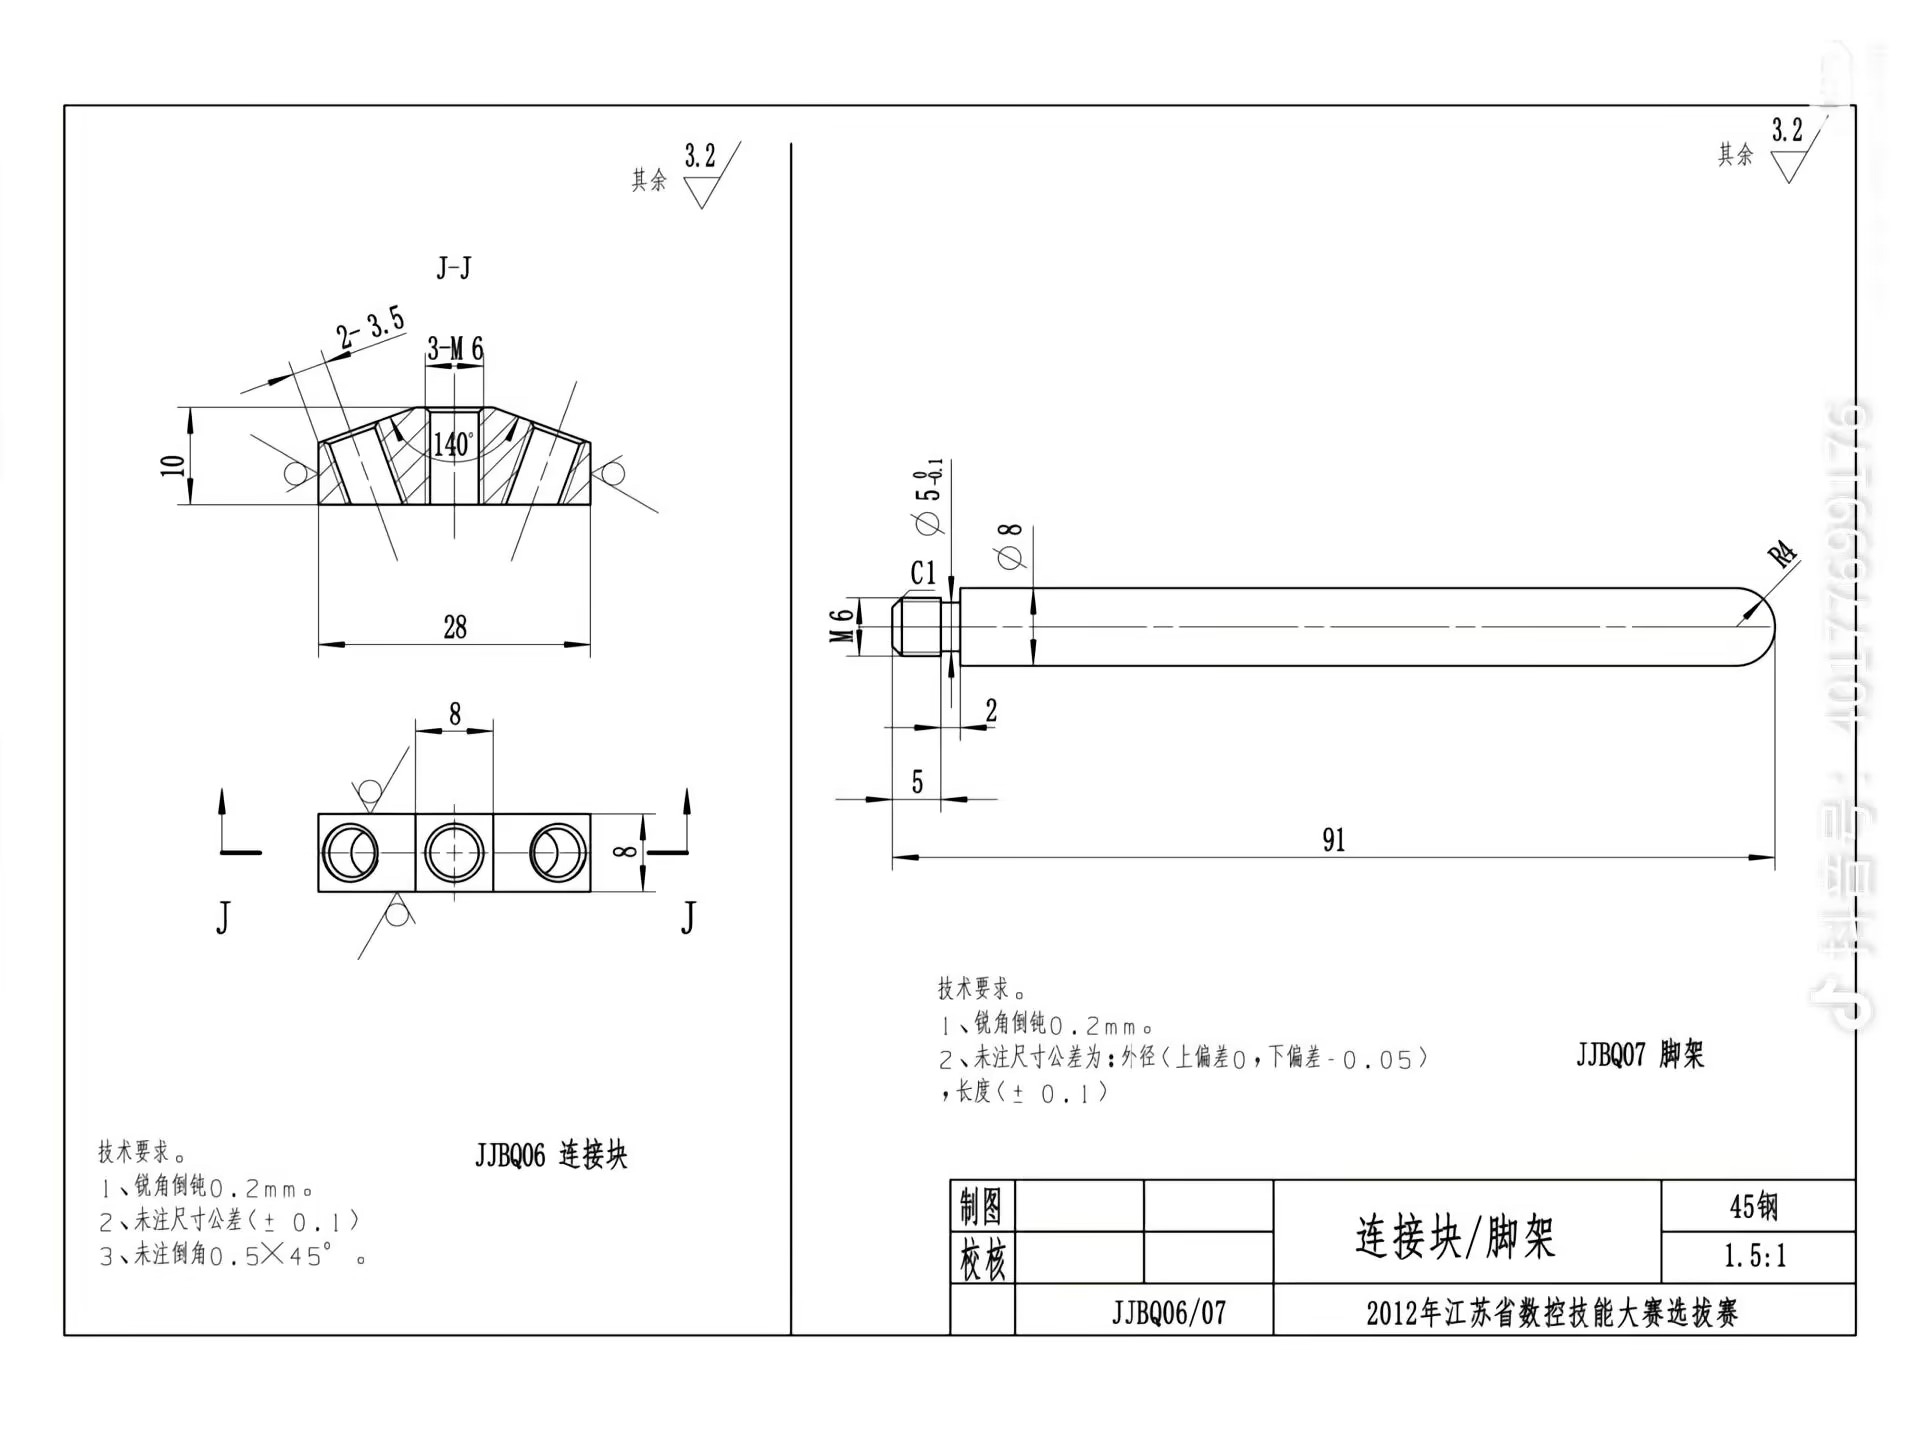 其余 3.2
J-J
2-3.5
3-M6
140°
10
28
8
8
J J
技术要求。
1、锐角倒钝0.2mm。
2、未注尺寸公差(± 0.1)
3、未注倒角0.5×45° 。
JJBQ06 连接块
其余 3.2
∅5 0 -0.1
∅8
C1
M6
R4
2
5
91
技术要求。
1、锐角倒钝0.2mm。
2、未注尺寸公差为:外径(上偏差0,下偏差-0.05)
,长度(± 0.1)
JJBQ07 脚架
制图
校核
连接块/脚架
45钢
1.5:1
JJBQ06/07
2012年江苏省数控技能大赛选拔赛
抖音号: 40177699176